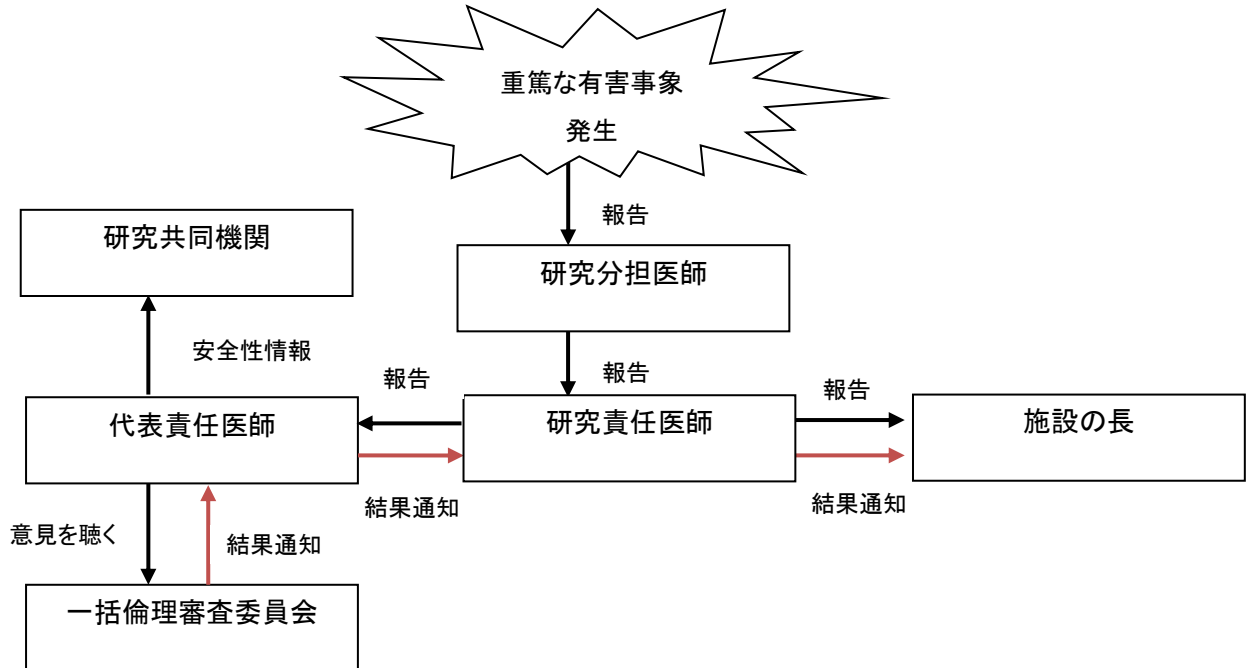 重篤な有害事象
発生
報告
研究共同機関
研究分担医師
安全性情報
報告
報告
報告
代表責任医師
研究責任医師
施設の長
結果通知
結果通知
意見を聴く
結果通知
一括倫理審査委員会